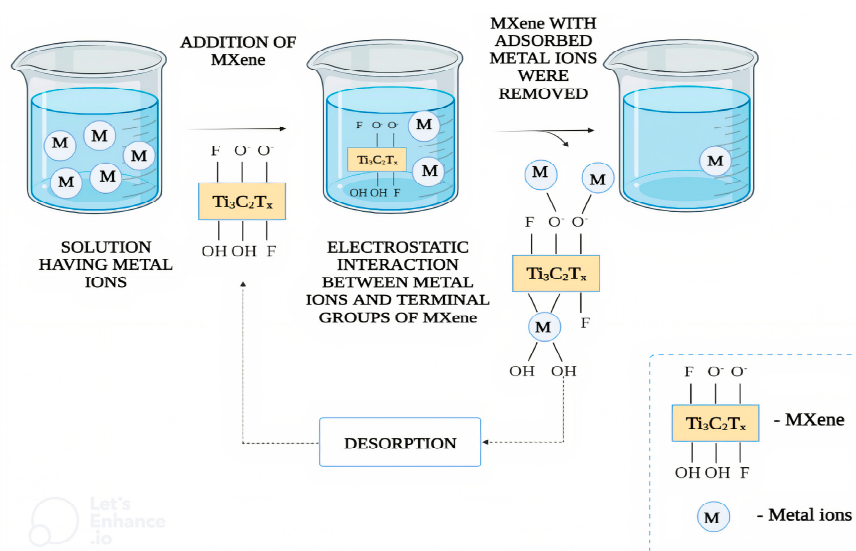 ADDITION OF
MXene
MXene WITH
ADSORBED
METAL IONS
WERE
REMOVED
M
M
M
M
M
F O⁻ O⁻
Ti₃C₂Tₓ
OH OH F
F O⁻ O⁻
Ti₃C₂Tₓ
OH OH F
M
M
M
M
F O⁻ O⁻
Ti₃C₂Tₓ
M
F
OH OH
M
SOLUTION
HAVING METAL
IONS
ELECTROSTATIC
INTERACTION
BETWEEN METAL
IONS AND TERMINAL
GROUPS OF MXene
DESORPTION
F O⁻ O⁻
Ti₃C₂Tₓ
OH OH F
- MXene
M
- Metal ions
Let's
Enhance
.io